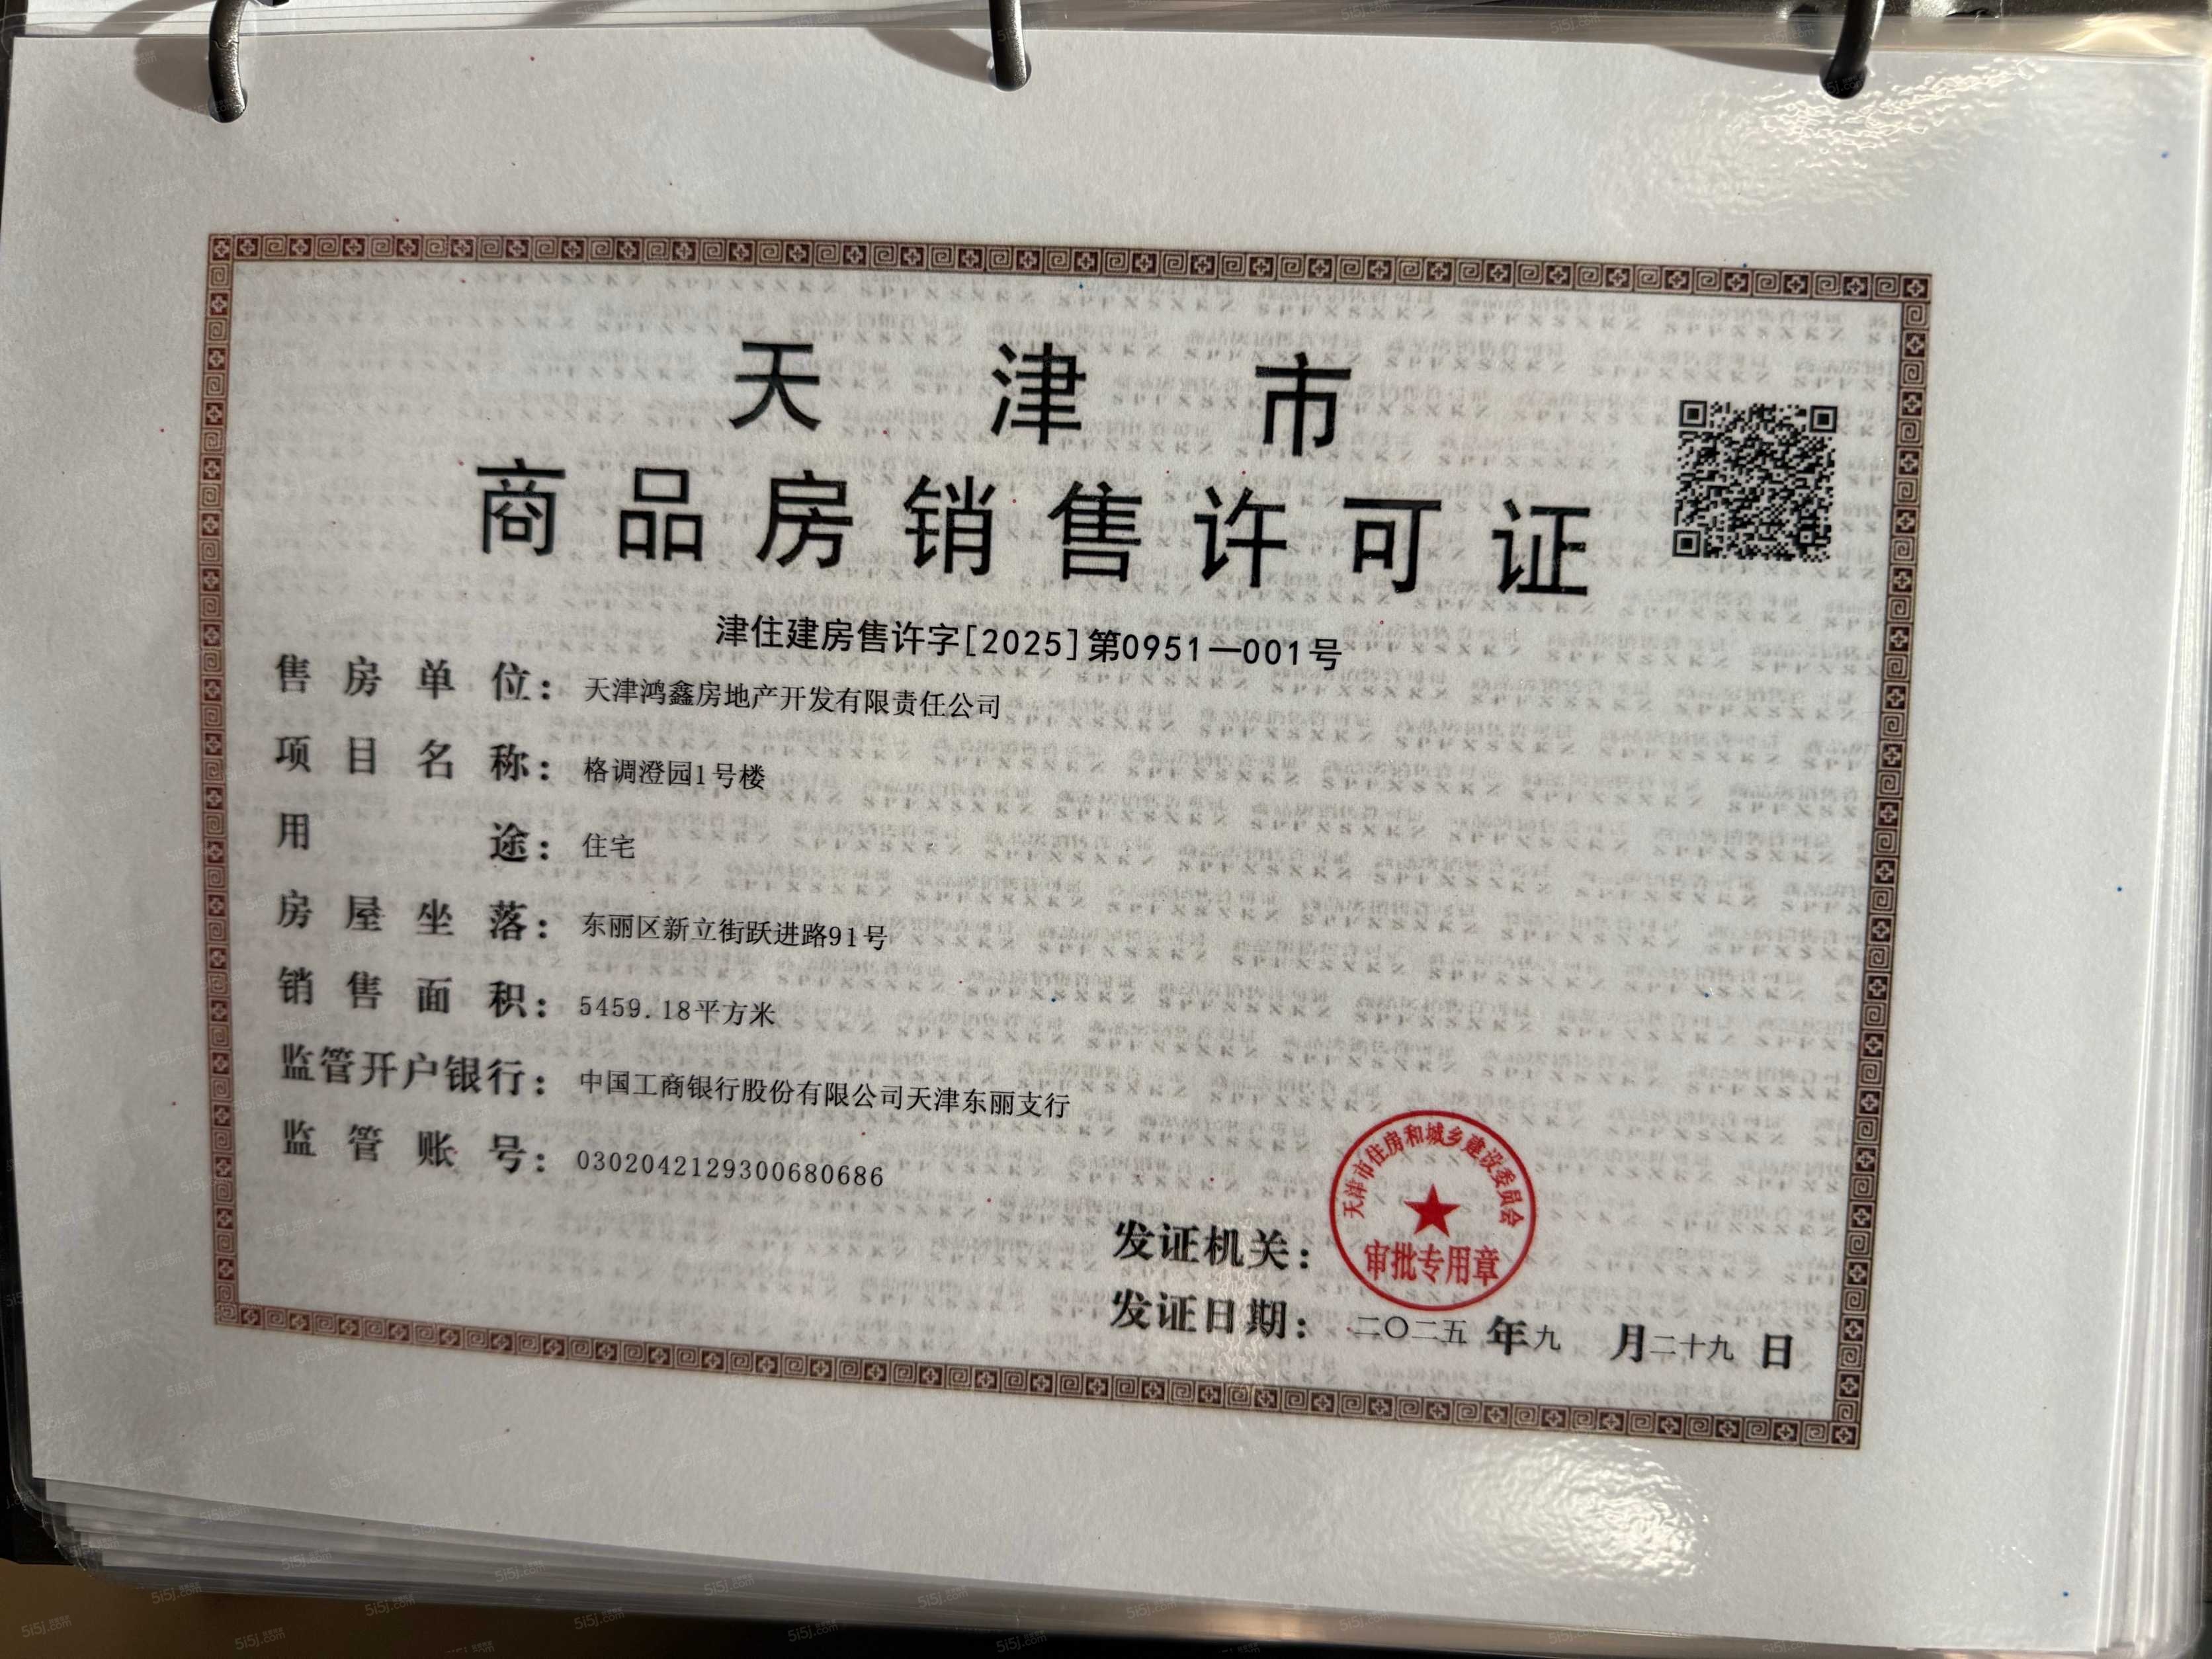 天津市
商品房销售许可证
津住建房售许字[2025]第0951—001号
售房单位：天津鸿鑫房地产开发有限责任公司
项目名称：格调澄园1号楼
用途：住宅
房屋坐落：东丽区新立街跃进路91号
销售面积：5459.18平方米
监管开户银行：中国工商银行股份有限公司天津东丽支行
监管账号：0302042129300680686
天津市住房和城乡建设委员会
审批专用章
发证机关：
发证日期：二〇二五年九月二十九日
5i5j.com